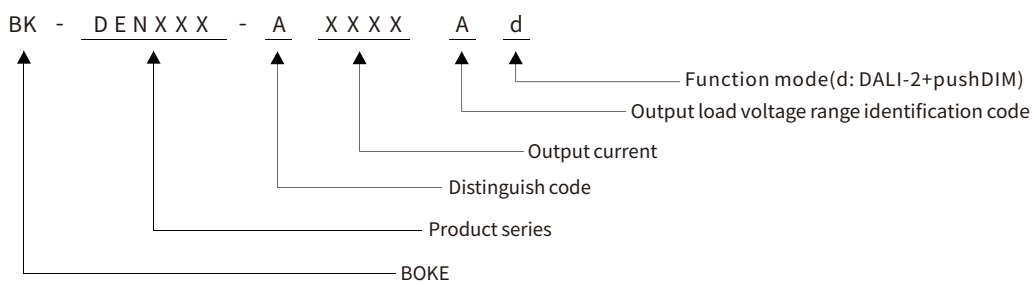 BK - DENXXX - A XXXX A d
Function mode(d: DALI-2+pushDIM)
Output load voltage range identification code
Output current
Distinguish code
Product series
BOKE